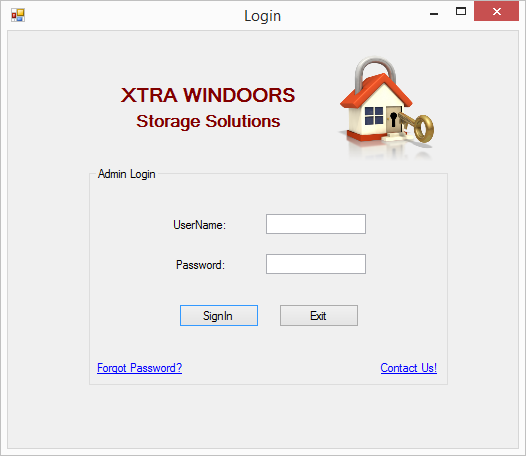 Login
XTRA WINDOORS
Storage Solutions
Admin Login
UserName:
Password:
SignIn Exit
Forgot Password? Contact Us!